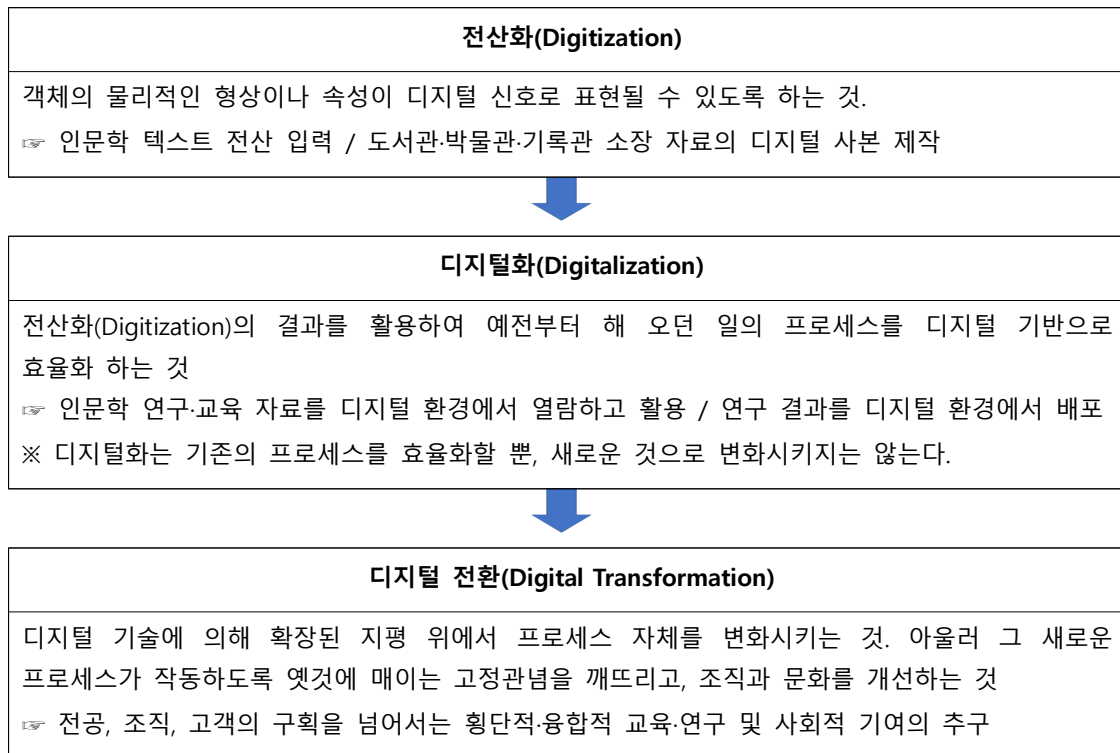 전산화(Digitization)
객체의 물리적인 형상이나 속성이 디지털 신호로 표현될 수 있도록 하는 것.
☞ 인문학 텍스트 전산 입력 / 도서관·박물관·기록관 소장 자료의 디지털 사본 제작
디지털화(Digitalization)
전산화(Digitization)의 결과를 활용하여 예전부터 해 오던 일의 프로세스를 디지털 기반으로
효율화 하는 것
☞ 인문학 연구·교육 자료를 디지털 환경에서 열람하고 활용 / 연구 결과를 디지털 환경에서 배포
※ 디지털화는 기존의 프로세스를 효율화할 뿐, 새로운 것으로 변화시키지는 않는다.
디지털 전환(Digital Transformation)
디지털 기술에 의해 확장된 지평 위에서 프로세스 자체를 변화시키는 것. 아울러 그 새로운
프로세스가 작동하도록 옛것에 매이는 고정관념을 깨뜨리고, 조직과 문화를 개선하는 것
☞ 전공, 조직, 고객의 구획을 넘어서는 횡단적·융합적 교육·연구 및 사회적 기여의 추구